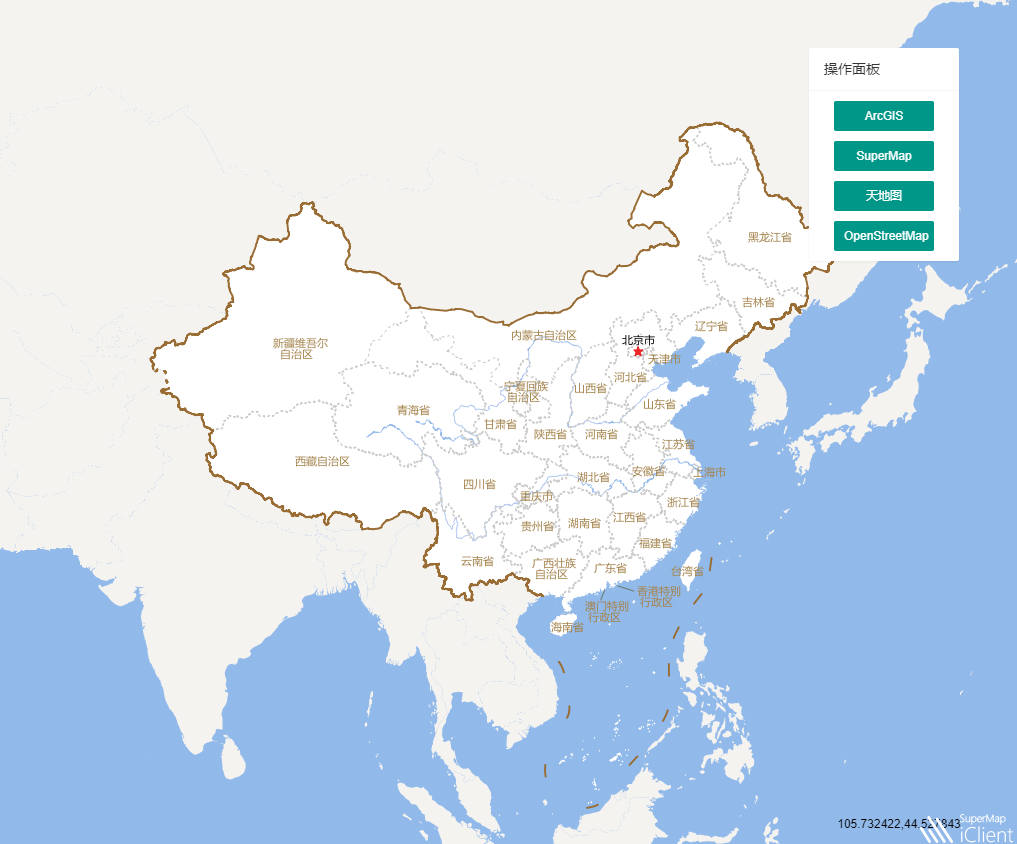 操作面板
ArcGIS
SuperMap
天地图
OpenStreetMap
黑龙江省
吉林省
辽宁省
内蒙古自治区
北京市
新疆维吾尔
自治区
天津市
河北省
宁夏回族
自治区
山西省
山东省
青海省
甘肃省
陕西省
河南省
江苏省
西藏自治区
安徽省
上海市
湖北省
四川省
重庆市
浙江省
江西省
湖南省
贵州省
福建省
云南省
广西壮族
自治区
广东省
台湾省
香港特别
行政区
澳门特别
行政区
海南省
105.732422,44.527843
SuperMap
iClient